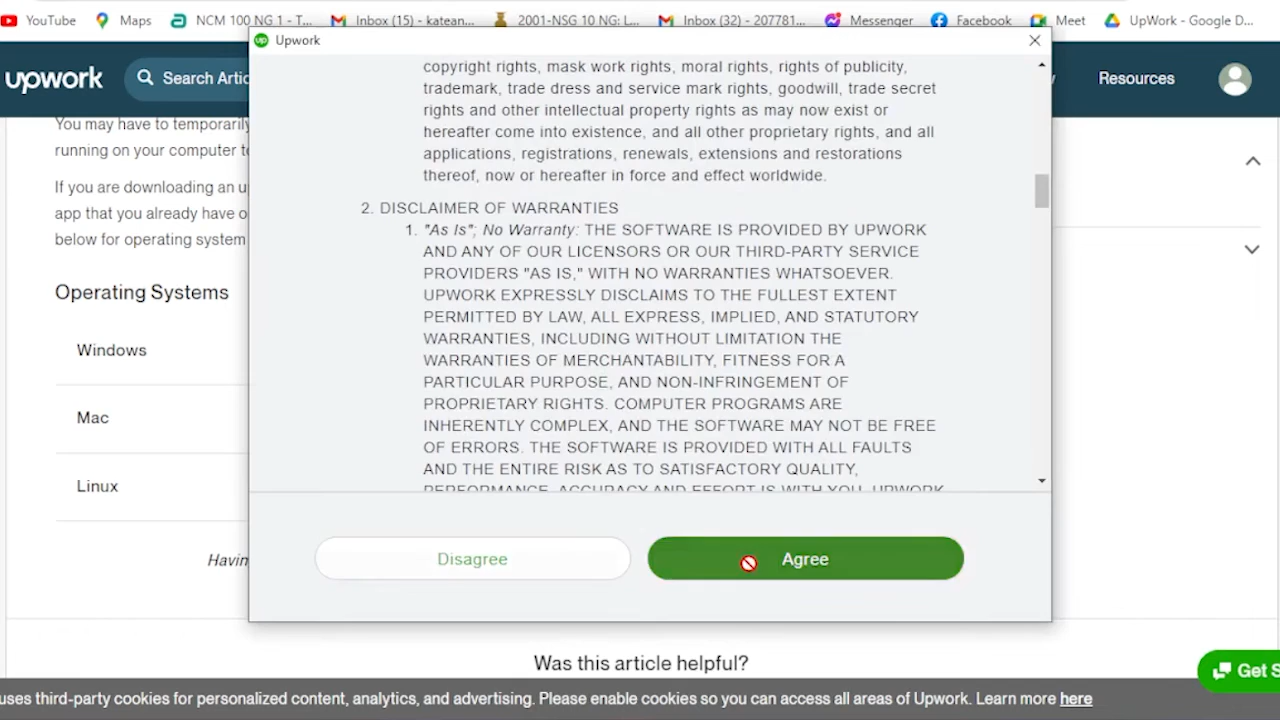 YouTube Maps NCM 100 NG 1 - T... Inbox (15) - katean... 2001-NSG 10 NG: L... Inbox (32) - 207781... Messenger Facebook Meet UpWork - Google D...
up Upwork
upwork Search Artic Resources
copyright rights, mask work rights, moral rights, rights of publicity,
trademark, trade dress and service mark rights, goodwill, trade secret
rights and other intellectual property rights as may now exist or
hereafter come into existence, and all other proprietary rights, and all
applications, registrations, renewals, extensions and restorations
thereof, now or hereafter in force and effect worldwide.
2. DISCLAIMER OF WARRANTIES
1. "As Is"; No Warranty: THE SOFTWARE IS PROVIDED BY UPWORK
AND ANY OF OUR LICENSORS OR OUR THIRD-PARTY SERVICE
PROVIDERS "AS IS," WITH NO WARRANTIES WHATSOEVER.
UPWORK EXPRESSLY DISCLAIMS TO THE FULLEST EXTENT
PERMITTED BY LAW, ALL EXPRESS, IMPLIED, AND STATUTORY
WARRANTIES, INCLUDING WITHOUT LIMITATION THE
WARRANTIES OF MERCHANTABILITY, FITNESS FOR A
PARTICULAR PURPOSE, AND NON-INFRINGEMENT OF
PROPRIETARY RIGHTS. COMPUTER PROGRAMS ARE
INHERENTLY COMPLEX, AND THE SOFTWARE MAY NOT BE FREE
OF ERRORS. THE SOFTWARE IS PROVIDED WITH ALL FAULTS
AND THE ENTIRE RISK AS TO SATISFACTORY QUALITY,
PERFORMANCE, ACCURACY AND EFFORT IS WITH YOU. UPWORK
Disagree
Agree
You may have to temporarily
running on your computer to
If you are downloading an u
app that you already have o
below for operating system
Operating Systems
Windows
Mac
Linux
Havin
Was this article helpful?
Get S
uses third-party cookies for personalized content, analytics, and advertising. Please enable cookies so you can access all areas of Upwork. Learn more here